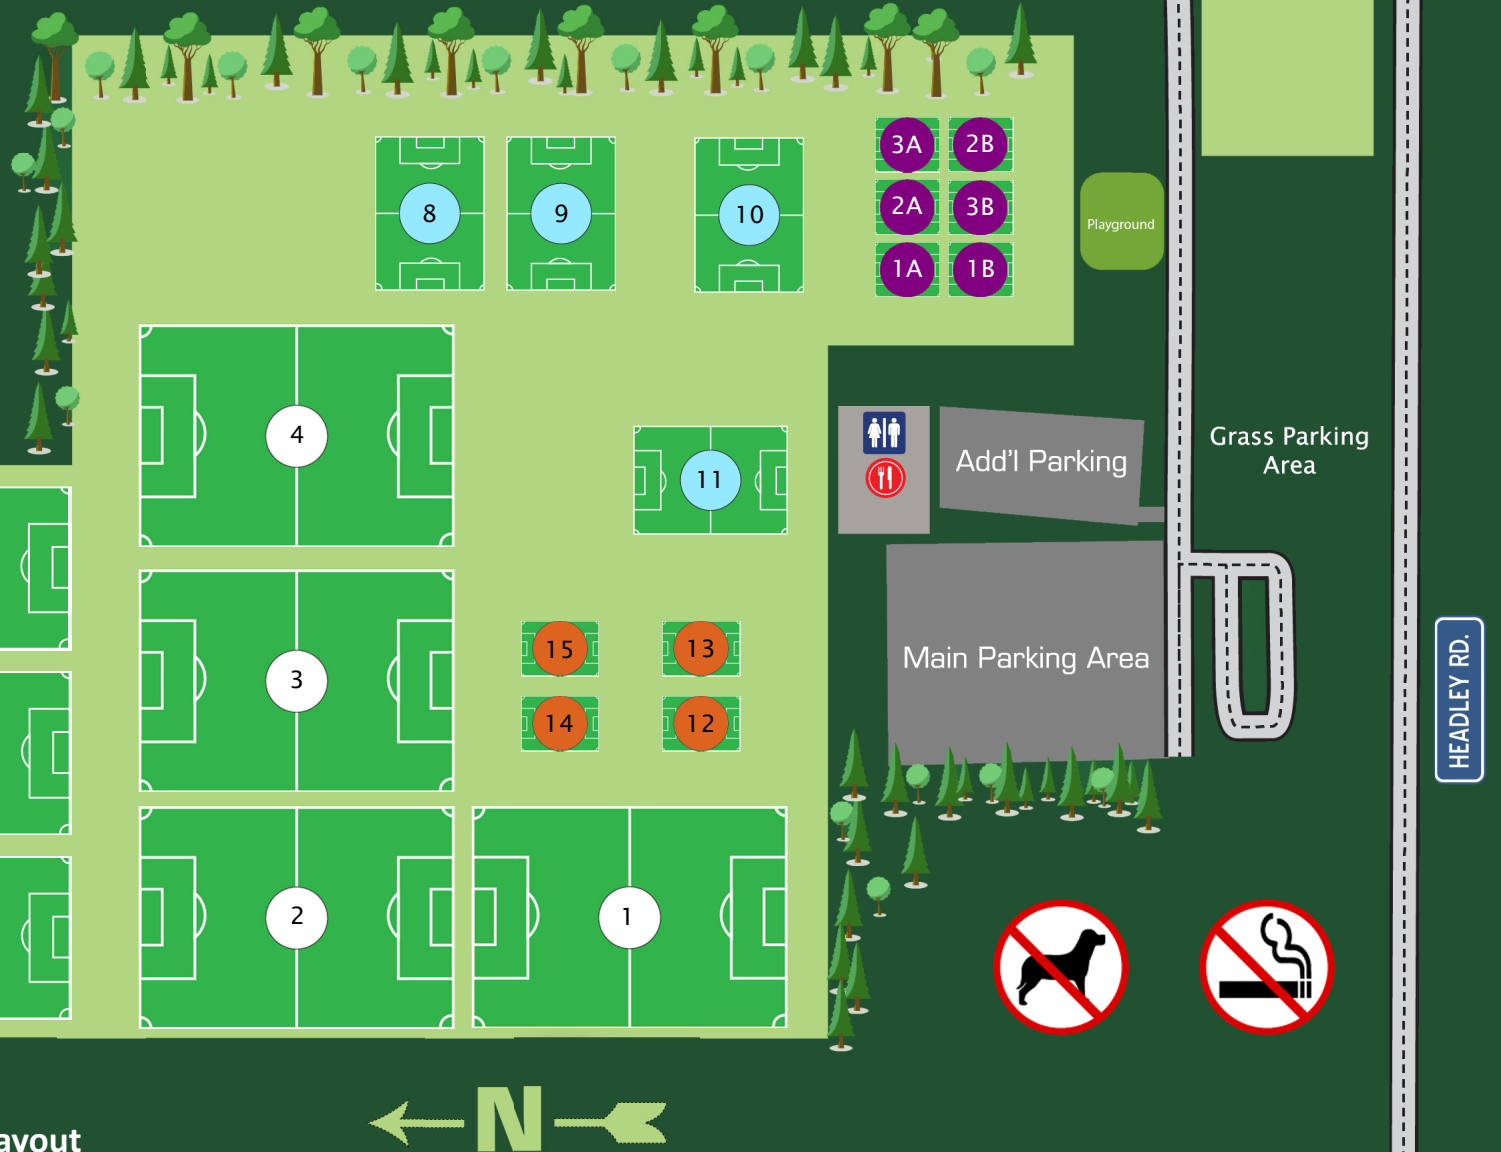 3A
2B
8
9
10
2A
3B
Playground
1A
1B
4
Grass Parking
Area
Add'l Parking
11
15
13
3
Main Parking Area
HEADLEY RD.
14
12
2
1
N